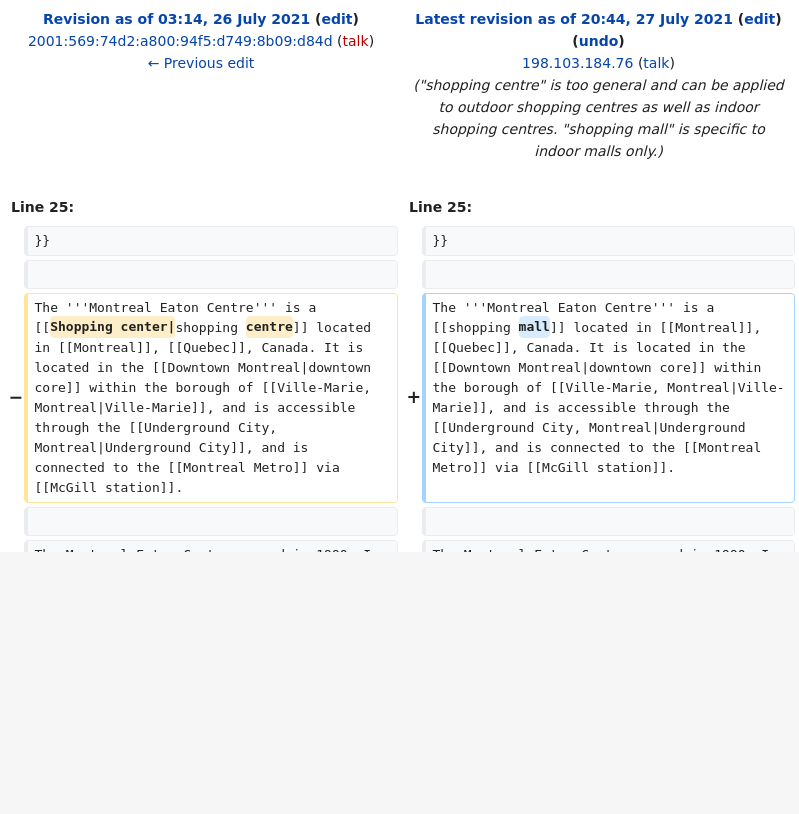 Revision as of 03:14, 26 July 2021 (edit)
2001:569:74d2:a800:94f5:d749:8b09:d84d (talk)
← Previous edit
Latest revision as of 20:44, 27 July 2021 (edit)
(undo)
198.103.184.76 (talk)
("shopping centre" is too general and can be applied
to outdoor shopping centres as well as indoor
shopping centres. "shopping mall" is specific to
indoor malls only.)
Line 25:
}}
The '''Montreal Eaton Centre''' is a
[[Shopping center|shopping centre]] located
in [[Montreal]], [[Quebec]], Canada. It is
located in the [[Downtown Montreal|downtown
core]] within the borough of [[Ville-Marie,
Montreal|Ville-Marie]], and is accessible
through the [[Underground City,
Montreal|Underground City]], and is
connected to the [[Montreal Metro]] via
[[McGill station]].
−
Line 25:
}}
The '''Montreal Eaton Centre''' is a
[[shopping mall]] located in [[Montreal]],
[[Quebec]], Canada. It is located in the
[[Downtown Montreal|downtown core]] within
the borough of [[Ville-Marie, Montreal|Ville-
Marie]], and is accessible through the
[[Underground City, Montreal|Underground
City]], and is connected to the [[Montreal
Metro]] via [[McGill station]].
+